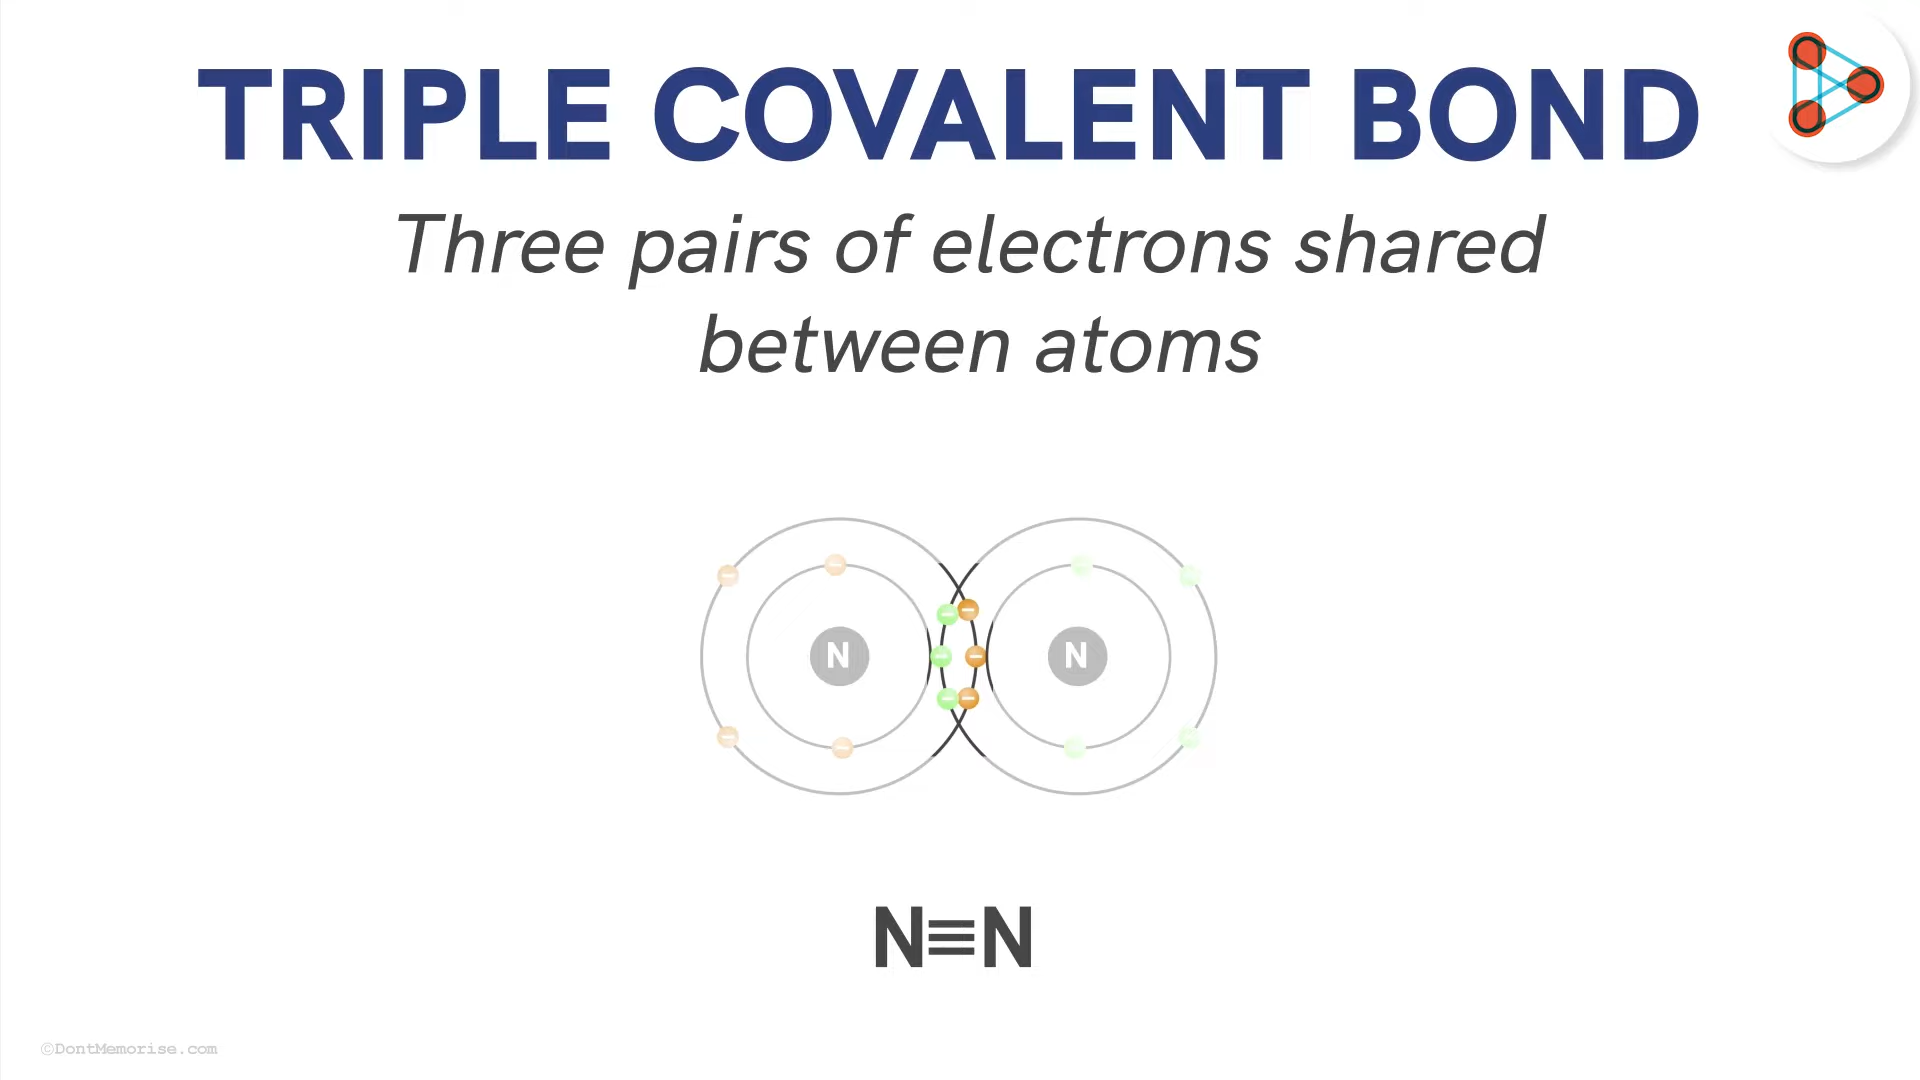 TRIPLE COVALENT BOND
Three pairs of electrons shared
between atoms
N N
N≡N
©DontMemorise.com